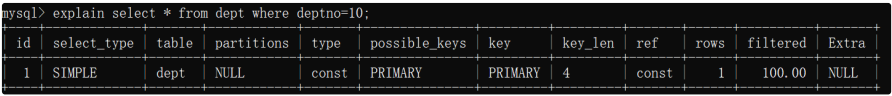 mysql> explain select * from dept where deptno=10;
| id | select_type | table | partitions | type | possible_keys | key | key_len | ref | rows | filtered | Extra |
| 1 | SIMPLE | dept | NULL | const | PRIMARY | PRIMARY | 4 | const | 1 | 100.00 | NULL |